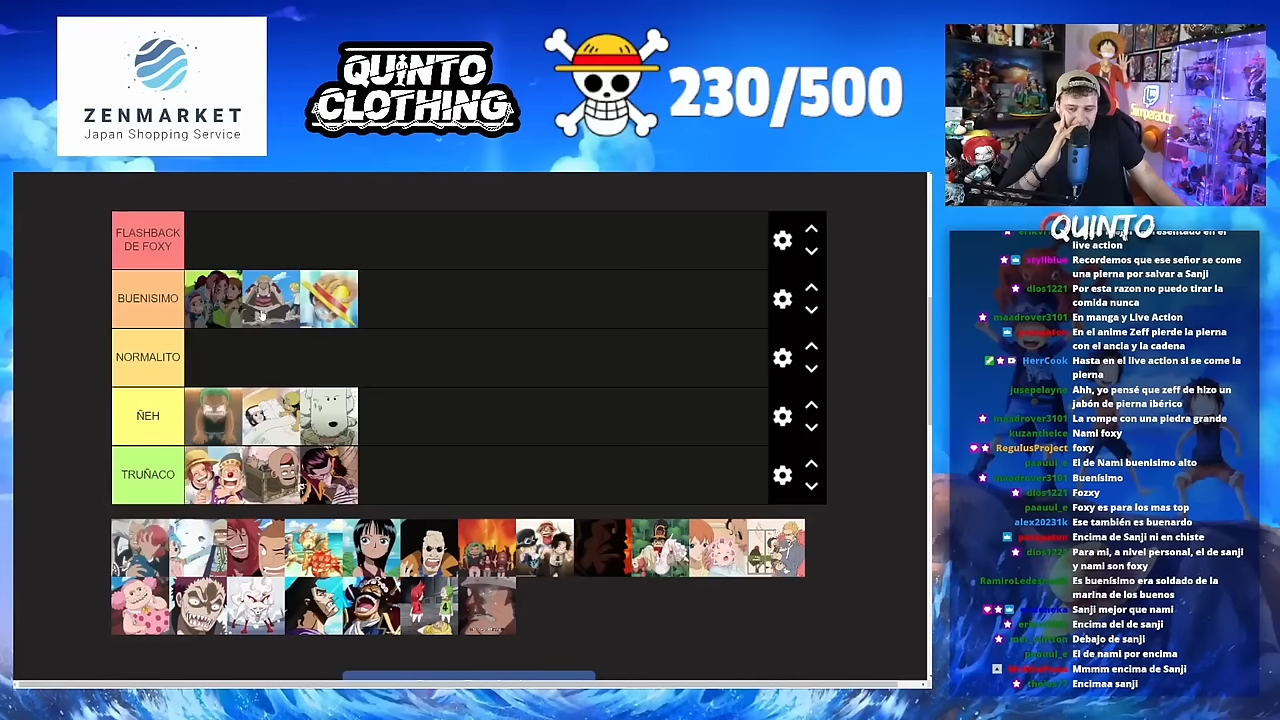 ZENMARKET
Japan Shopping Service
QUINTO
CLOTHING
230/500
FLASHBACK
DE FOXY
BUENISIMO
NORMALITO
ÑEH
TRUÑACO
QUINTO
live action
styllblue Recordemos que ese señor se come
una pierna por salvar a Sanji
dlos1221 Por esta razon no puedo tirar la
comida nunca
maadrover3101 En manga y Live Action
En el anime Zeff pierde la pierna
con el ancla y la cadena
HerrCook Hasta en el live action si se come la
pierna
jusepelayne Ahh, yo pensé que zeff de hizo un
jabón de pierna ibérico
maadrover3101 La rompe con una piedra grande
kuzantheice Nami foxy
RegulusProject foxy
paauul_e El de Nami buenisimo alto
maadrover3101 Buenísimo
dlos1221 Fozxy
paauul_e Foxy es para los mas top
alex20231k Ese también es buenardo
Encima de Sanji ni en chiste
dlos1221 Para mi, a nivel personal, el de sanji
y nami son foxy
Es buenísimo era soldado de la
marina de los buenos
Sanji mejor que nami
Encima del de sanji
Debajo de sanji
paauul_e El de nami por encima
Mmmm encima de Sanji
Encimaa sanji